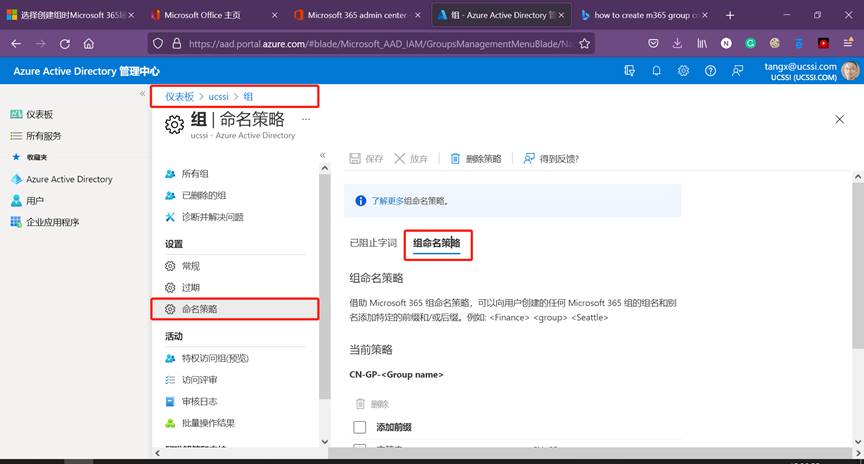 选择创建组时Microsoft 365
Microsoft Office 主页
Microsoft 365 admin center -
组 - Azure Active Directory
how to create m365 group c
https://aad.portal.azure.com/#blade/Microsoft_AAD_IAM/GroupsManagementMenuBlade/Na
Azure Active Directory 管理中心
tangx@ucssi.com
UCSSI (UCSSI.COM)
仪表板
所有服务
收藏夹
Azure Active Directory
用户
企业应用程序
仪表板 > ucssi > 组
组 | 命名策略 ...
ucssi - Azure Active Directory
所有组
已删除的组
诊断并解决问题
设置
常规
过期
命名策略
活动
特权访问组(预览)
访问评审
审核日志
批量操作结果
保存
放弃
删除策略
得到反馈?
了解更多组命名策略。
已阻止字词
组命名策略
组命名策略
借助 Microsoft 365 组命名策略，可以向用户创建的任何 Microsoft 365 组的组名和别
名添加特定的前缀和/或后缀。例如: <Finance> <group> <Seattle>
当前策略
CN-GP-<Group name>
删除
添加前缀